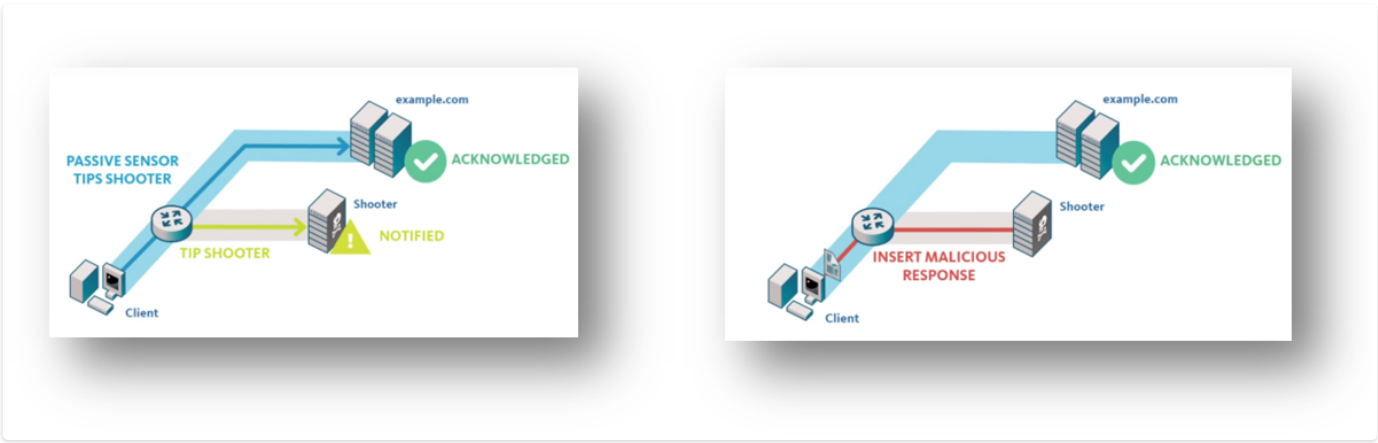 example.com
PASSIVE SENSOR
TIPS SHOOTER
ACKNOWLEDGED
Shooter
NOTIFIED
TIP SHOOTER
Client
example.com
ACKNOWLEDGED
Shooter
INSERT MALICIOUS
RESPONSE
Client